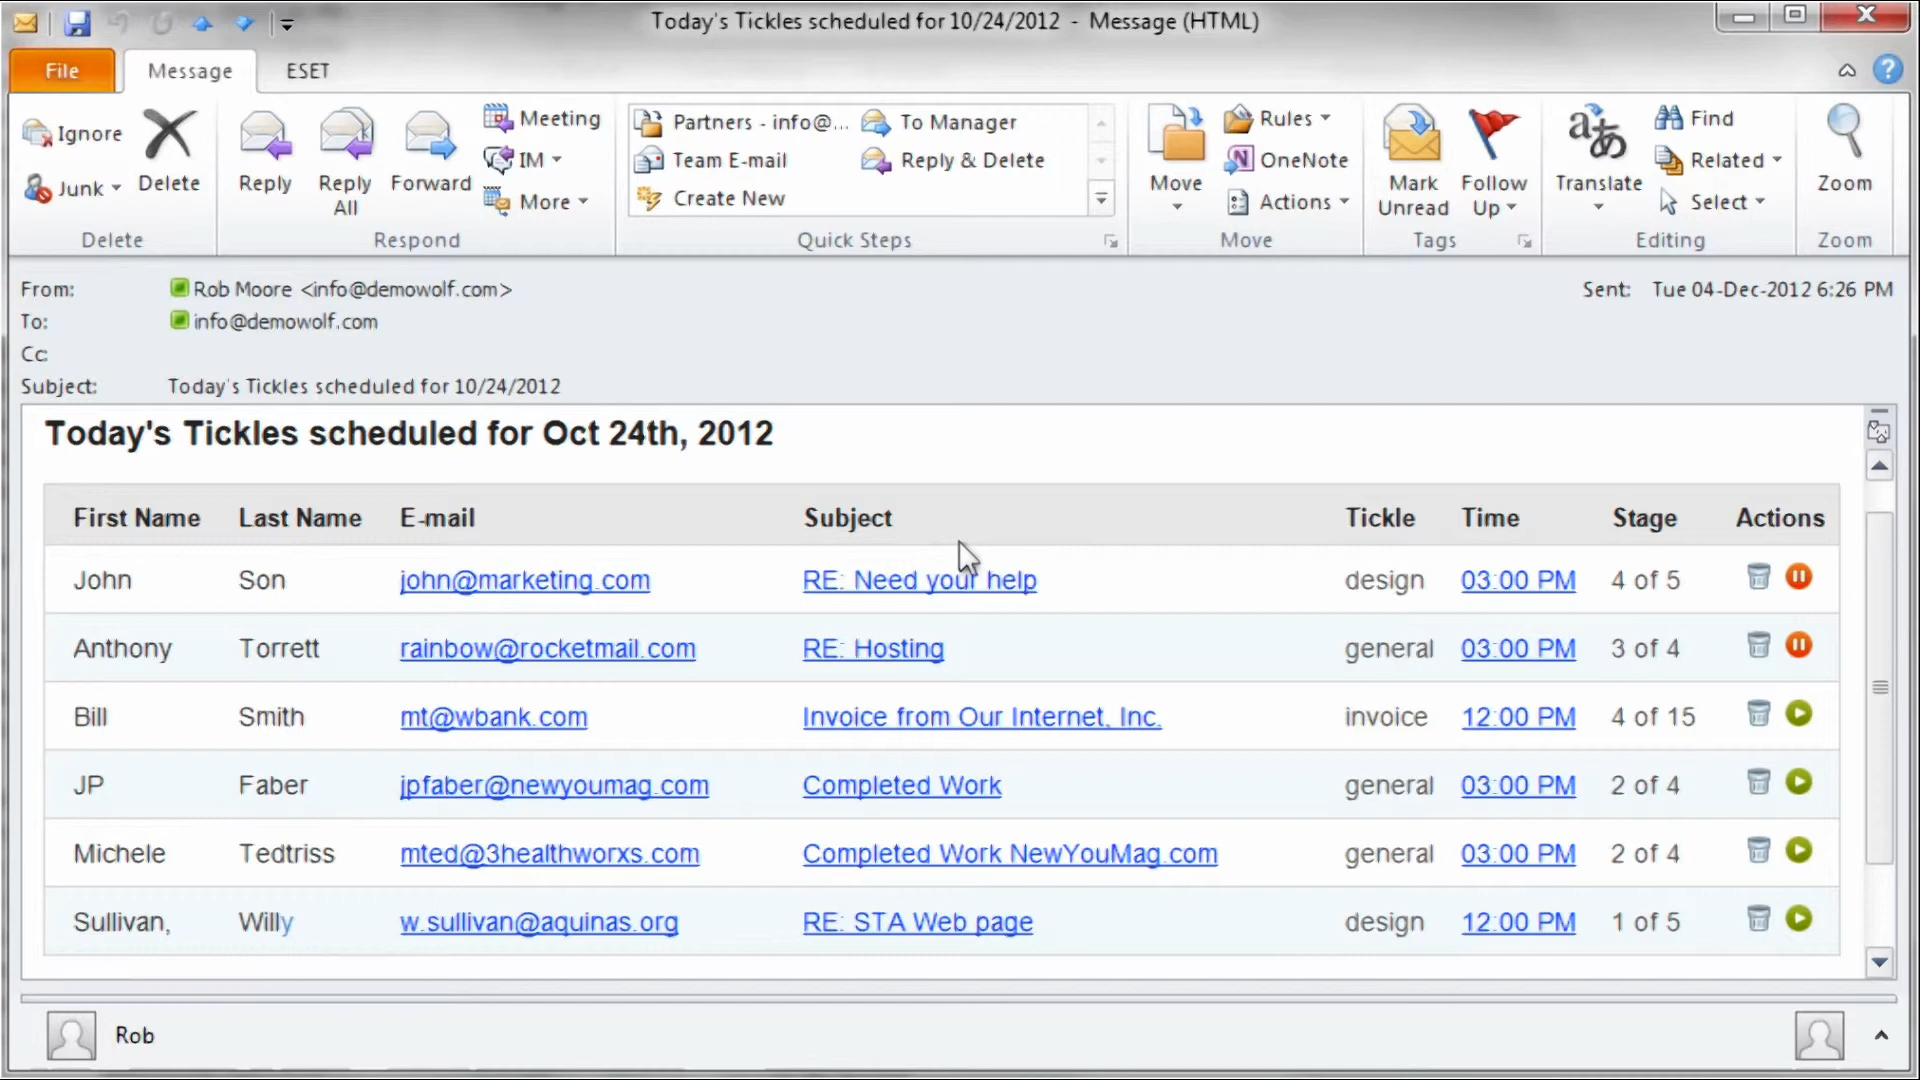 Today's Tickles scheduled for 10/24/2012 - Message (HTML)
File Message ESET
Ignore
Junk
Delete
Delete
Reply
Reply All
Forward
Meeting
IM
More
Respond
Partners - info@...
To Manager
Team E-mail
Reply & Delete
Create New
Quick Steps
Move
Rules
OneNote
Actions
Move
Mark Unread
Follow Up
Tags
Translate
Find
Related
Select
Editing
Zoom
Zoom
From: Rob Moore <info@demowolf.com> Sent: Tue 04-Dec-2012 6:26 PM
To: info@demowolf.com
Cc:
Subject: Today's Tickles scheduled for 10/24/2012
Today's Tickles scheduled for Oct 24th, 2012
First Name Last Name E-mail Subject Tickle Time Stage Actions
John Son john@marketing.com RE: Need your help design 03:00 PM 4 of 5
Anthony Torrett rainbow@rocketmail.com RE: Hosting general 03:00 PM 3 of 4
Bill Smith mt@wbank.com Invoice from Our Internet, Inc. invoice 12:00 PM 4 of 15
JP Faber jpfaber@newyoumag.com Completed Work general 03:00 PM 2 of 4
Michele Tedtriss mted@3healthworxs.com Completed Work NewYouMag.com general 03:00 PM 2 of 4
Sullivan, Willy w.sullivan@aquinas.org RE: STA Web page design 12:00 PM 1 of 5
Rob